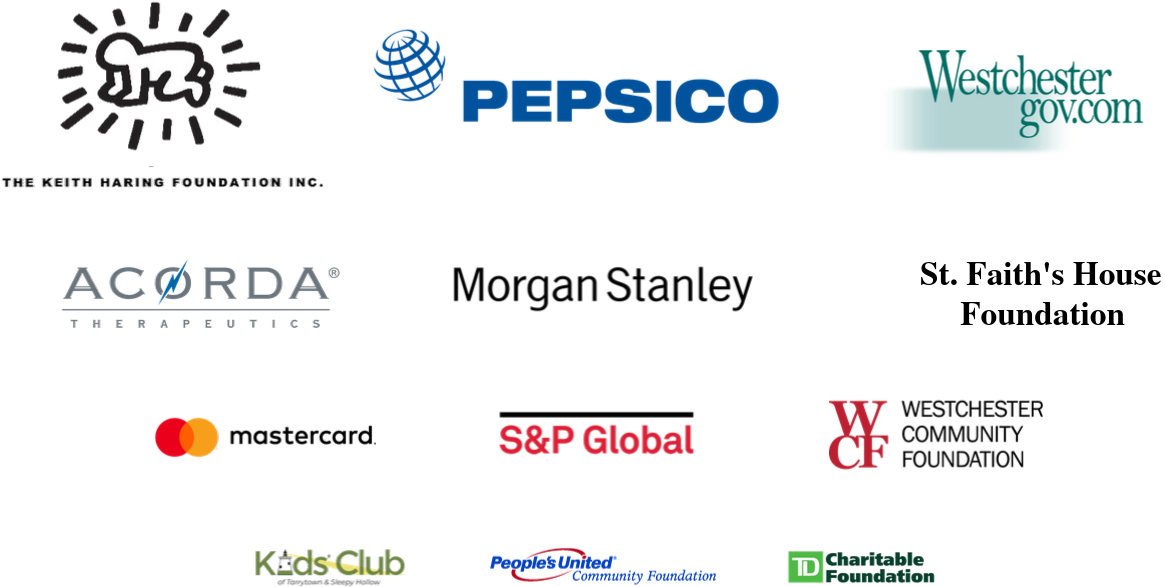 PEPSICO
Westchester
gov.com
THE KEITH HARING FOUNDATION INC.
ACORDA®
THERAPEUTICS
Morgan Stanley
St. Faith's House
Foundation
mastercard.
S&P Global
WCF
WESTCHESTER
COMMUNITY
FOUNDATION
Kids' Club
of Tarrytown & Sleepy Hollow
People's United®
Community Foundation
TD
Charitable
Foundation